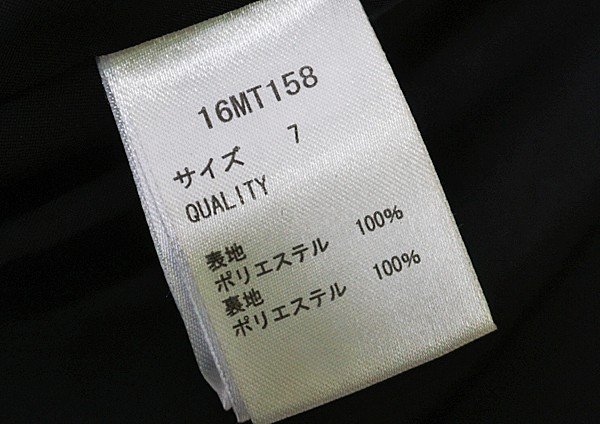 16MT158
サイズ 7
QUALITY
表地
ポリエステル 100%
裏地
ポリエステル 100%